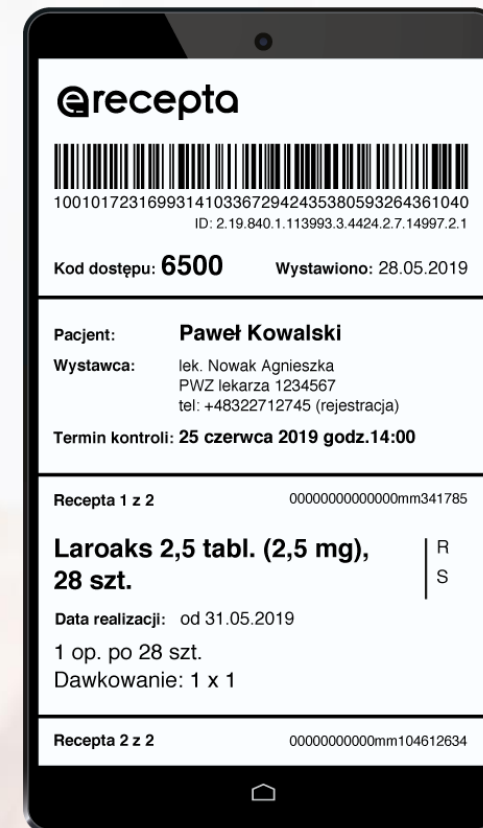 erecepta
10010172316993141103367294243538059326436​1040
ID: 2.19.840.1.113993.3.4424.2.7.14997.2.1
Kod dostępu: 6500 Wystawiono: 28.05.2019
Pacjent: Paweł Kowalski
Wystawca: lek. Nowak Agnieszka
PWZ lekarza 1234567
tel: +48322712745 (rejestracja)
Termin kontroli: 25 czerwca 2019 godz.14:00
Recepta 1 z 2 00000000000000mm341785
Laroaks 2,5 tabl. (2,5 mg), R
28 szt. S
Data realizacji: od 31.05.2019
1 op. po 28 szt.
Dawkowanie: 1 x 1
Recepta 2 z 2 00000000000mm104612634